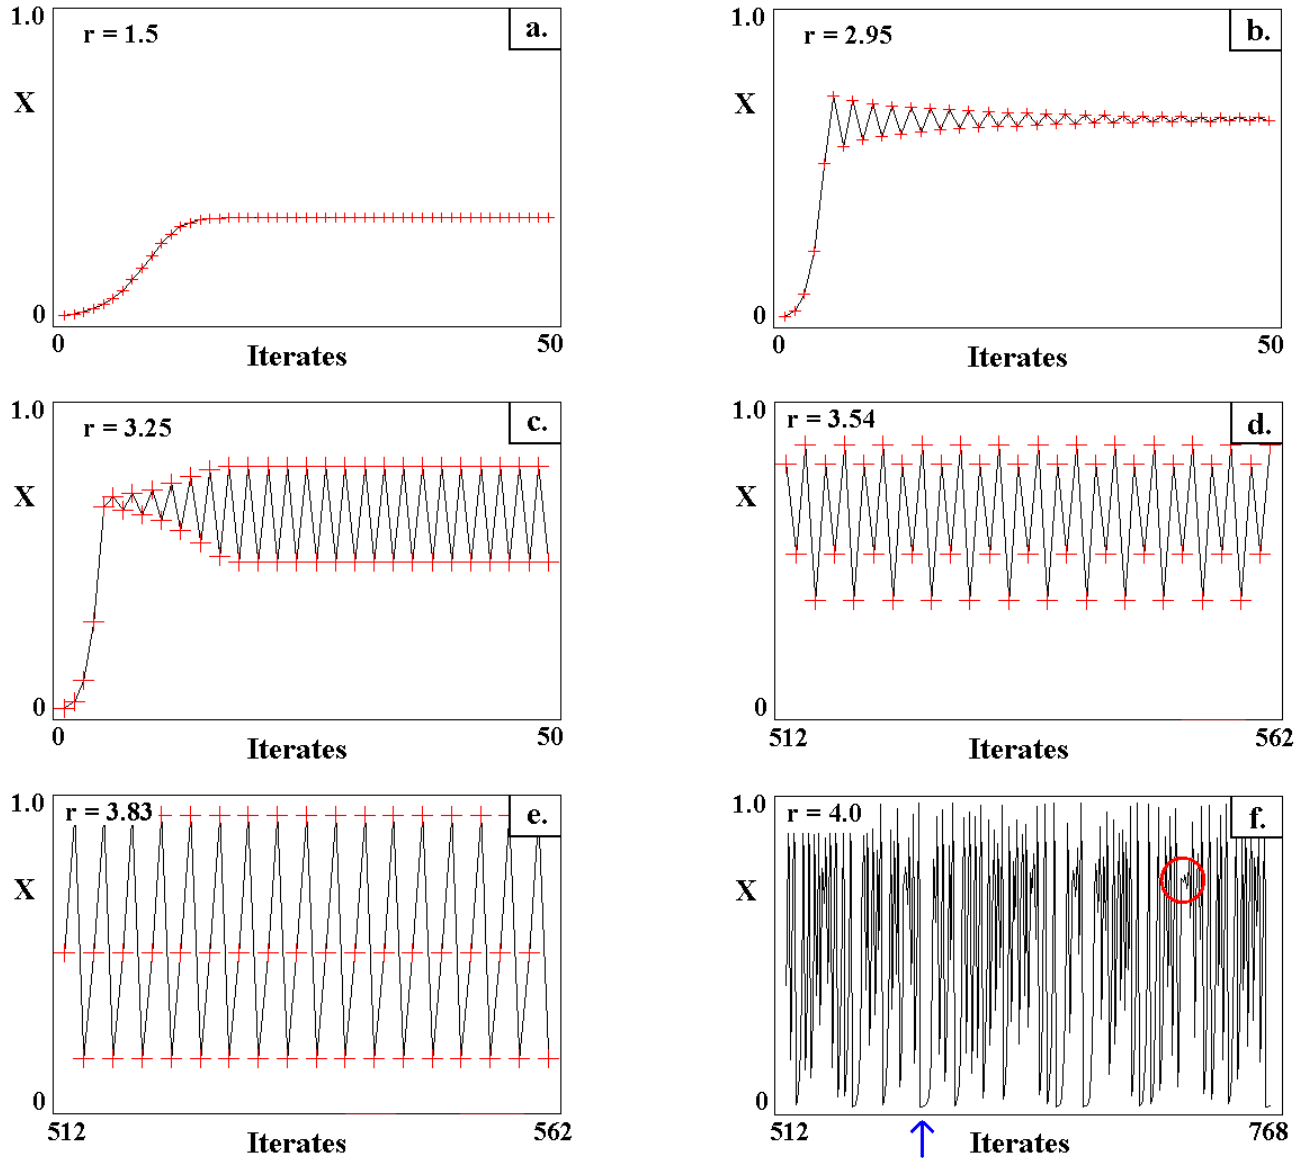 1.0
r = 1.5
a.
X
0
0
50
Iterates
1.0
r = 2.95
b.
X
0
0
50
Iterates
1.0
r = 3.25
c.
X
0
0
50
Iterates
1.0
r = 3.54
d.
X
0
512
562
Iterates
1.0
r = 3.83
e.
X
0
512
562
Iterates
1.0
r = 4.0
f.
X
0
512
768
Iterates